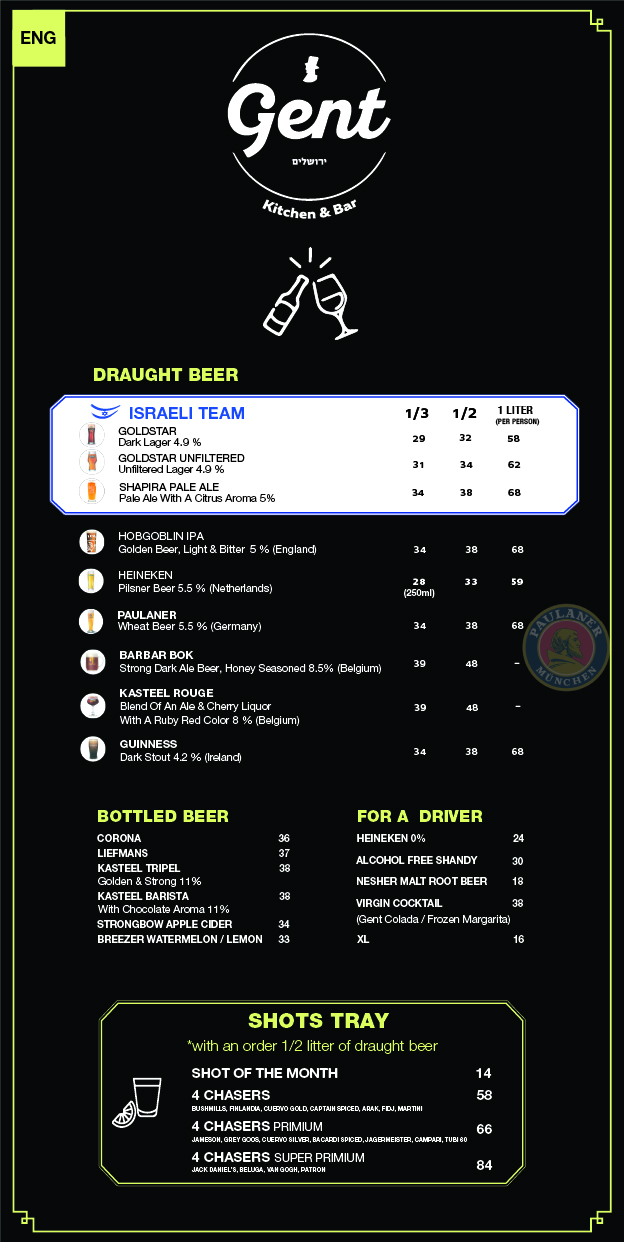 ENG
Gent
ירושלים
Kitchen & Bar
DRAUGHT BEER
ISRAELI TEAM 1/3 1/2 1 LITER
(PER PERSON)
GOLDSTAR
Dark Lager 4.9 % 29 32 58
GOLDSTAR UNFILTERED
Unfiltered Lager 4.9 % 31 34 62
SHAPIRA PALE ALE
Pale Ale With A Citrus Aroma 5% 34 38 68
HOBGOBLIN IPA
Golden Beer, Light & Bitter 5 % (England) 34 38 68
HEINEKEN 28 33 59
Pilsner Beer 5.5 % (Netherlands) (250ml)
PAULANER
Wheat Beer 5.5 % (Germany) 34 38 68
PAULANER
MÜNCHEN
BARBAR BOK
Strong Dark Ale Beer, Honey Seasoned 8.5% (Belgium) 39 48 –
KASTEEL ROUGE
Blend Of An Ale & Cherry Liquor 39 48 –
With A Ruby Red Color 8 % (Belgium)
GUINNESS
Dark Stout 4.2 % (Ireland) 34 38 68
BOTTLED BEER
CORONA 36
LIEFMANS 37
KASTEEL TRIPEL 38
Golden & Strong 11%
KASTEEL BARISTA 38
With Chocolate Aroma 11%
STRONGBOW APPLE CIDER 34
BREEZER WATERMELON / LEMON 33
FOR A DRIVER
HEINEKEN 0% 24
ALCOHOL FREE SHANDY 30
NESHER MALT ROOT BEER 18
VIRGIN COCKTAIL 38
(Gent Colada / Frozen Margarita)
XL 16
SHOTS TRAY
*with an order 1/2 litter of draught beer
SHOT OF THE MONTH 14
4 CHASERS 58
BUSHMILLS, FINLANDIA, CUERVO GOLD, CAPTAIN SPICED, ARAK, FIDJ, MARTINI
4 CHASERS PRIMIUM 66
JAMESON, GREY GOOS, CUERVO SILVER, BACARDI SPICED, JAGERMEISTER, CAMPARI, TUBI 60
4 CHASERS SUPER PRIMIUM 84
JACK DANIEL'S, BELUGA, VAN GOGH, PATRON